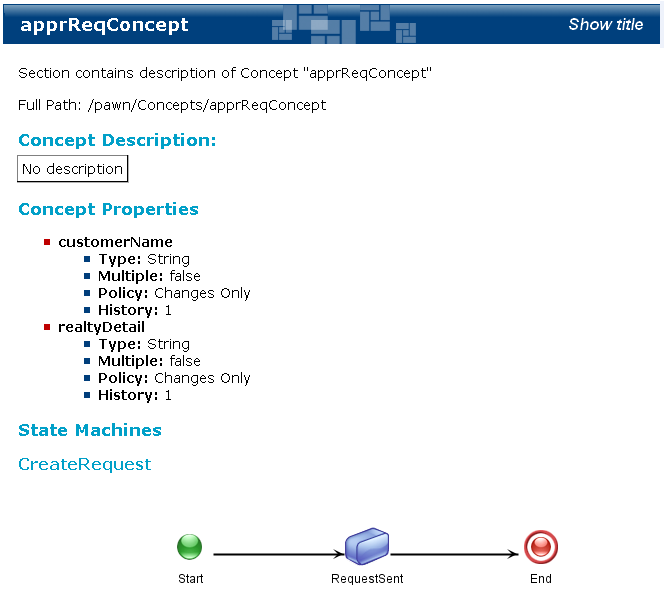 apprReqConcept
Show title
Section contains description of Concept "apprReqConcept"
Full Path: /pawn/Concepts/apprReqConcept
Concept Description:
No description
Concept Properties
customerName
Type: String
Multiple: false
Policy: Changes Only
History: 1
realtyDetail
Type: String
Multiple: false
Policy: Changes Only
History: 1
State Machines
CreateRequest
Start
RequestSent
End